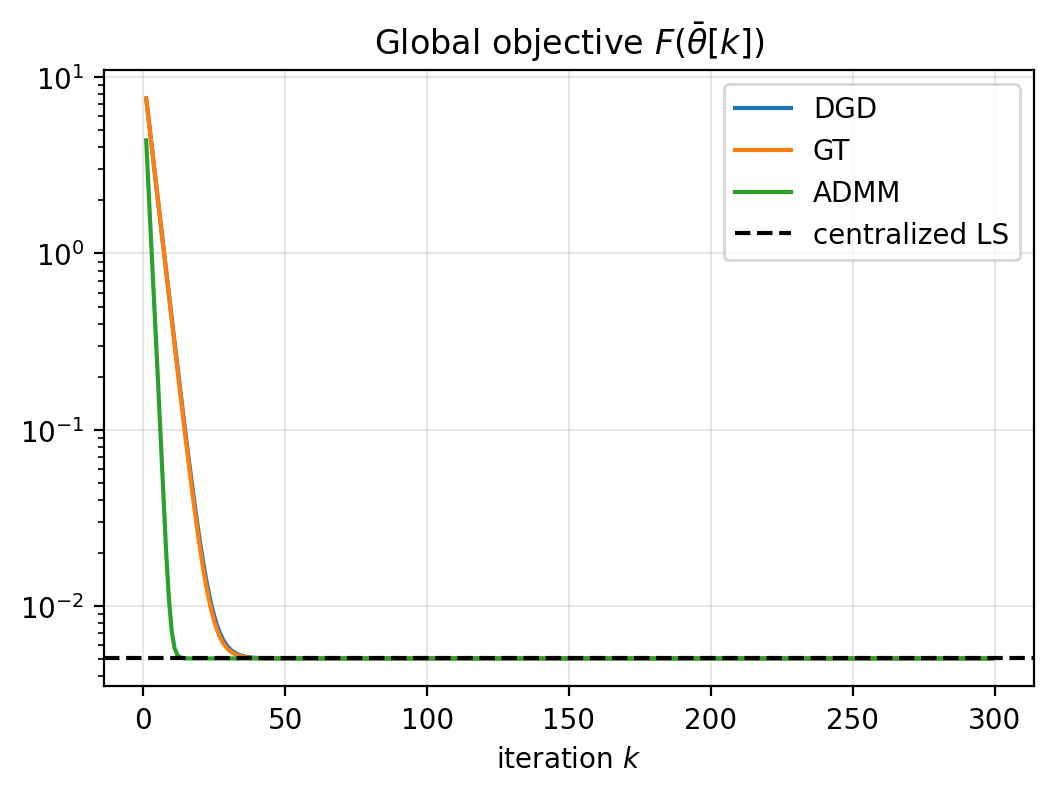 Global objective F(θ̄[k])
10¹
10⁰
10⁻¹
10⁻²
DGD
GT
ADMM
centralized LS
0 50 100 150 200 250 300
iteration k